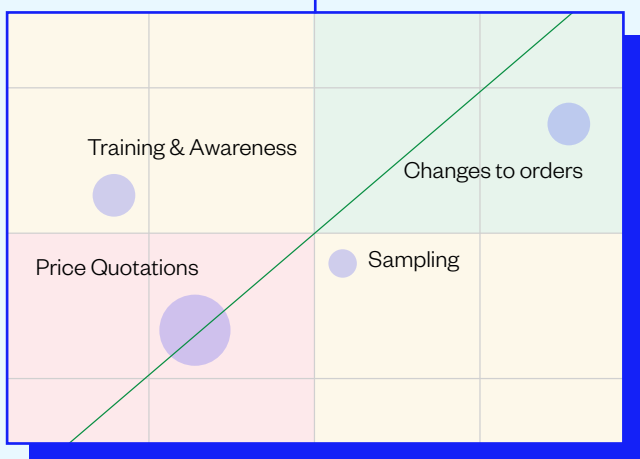 Training & Awareness
Changes to orders
Price Quotations
Sampling